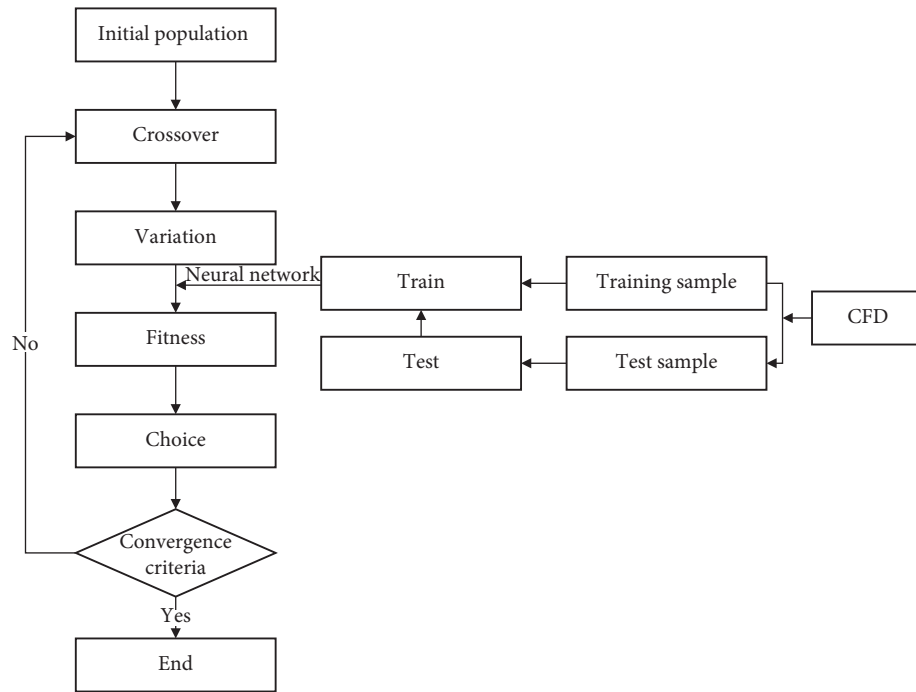 Initial population
Crossover
Variation
Neural network
Train
Training sample
CFD
Fitness
Test
Test sample
No
Choice
Convergence
criteria
Yes
End